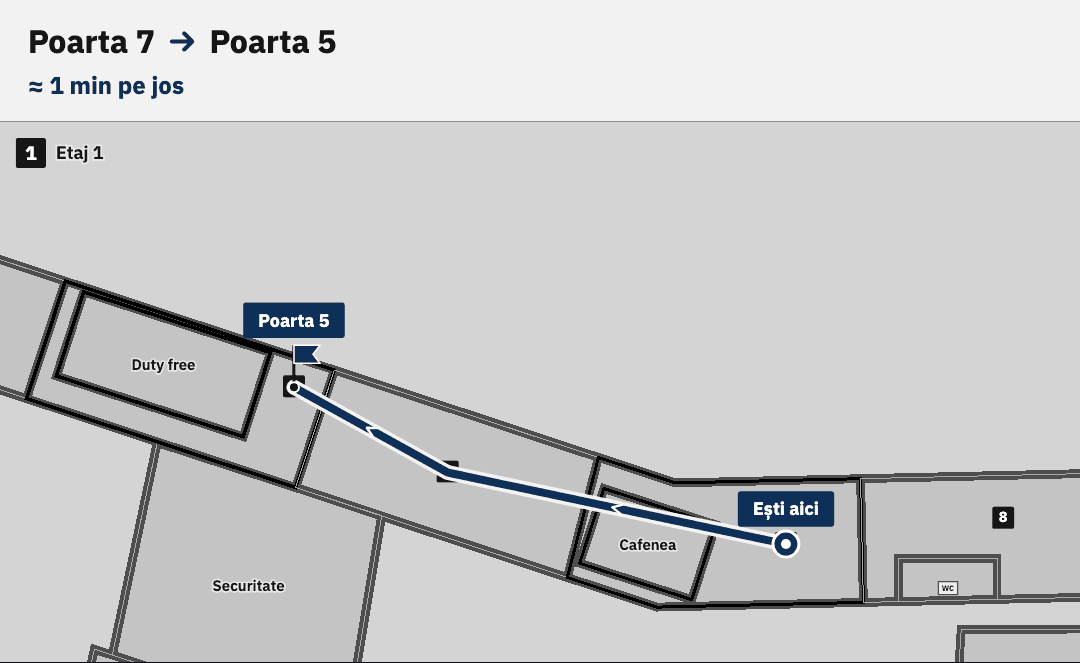 Poarta 7 → Poarta 5
≈ 1 min pe jos
1 Etaj 1
Poarta 5
Duty free
Ești aici
8
Cafenea
Securitate
WC